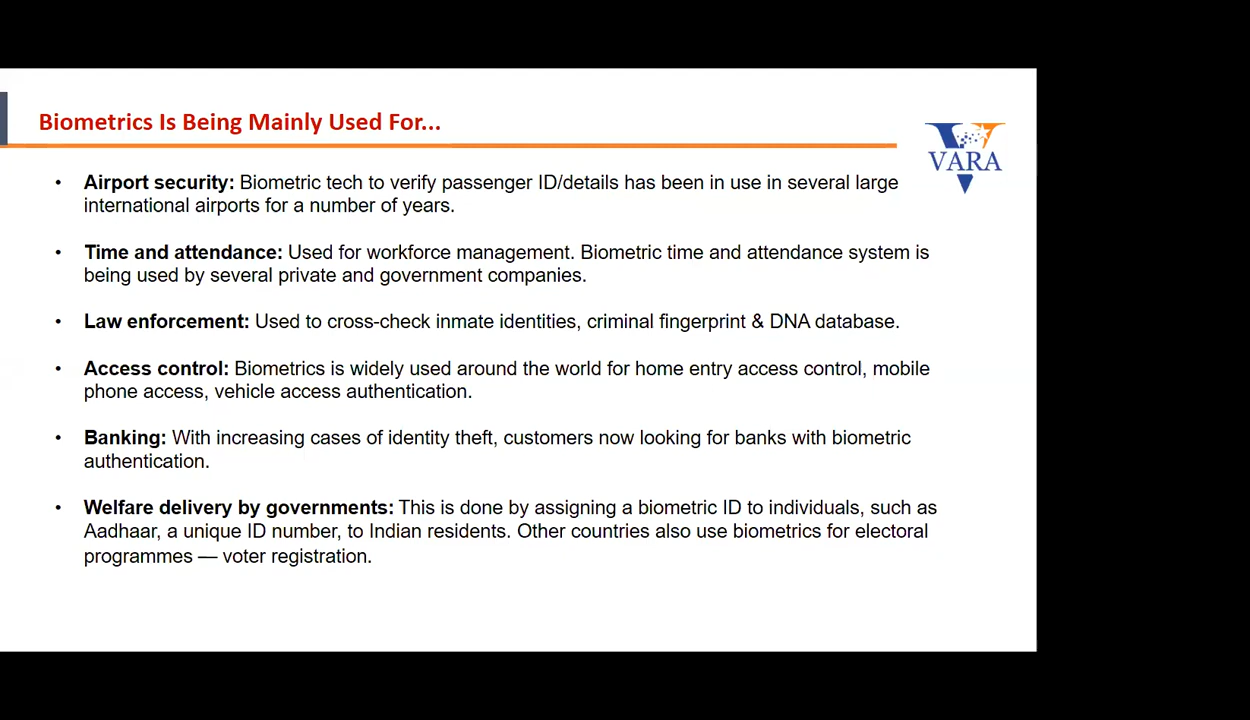 Biometrics Is Being Mainly Used For...
VARA
• Airport security: Biometric tech to verify passenger ID/details has been in use in several large
international airports for a number of years.
• Time and attendance: Used for workforce management. Biometric time and attendance system is
being used by several private and government companies.
• Law enforcement: Used to cross-check inmate identities, criminal fingerprint & DNA database.
• Access control: Biometrics is widely used around the world for home entry access control, mobile
phone access, vehicle access authentication.
• Banking: With increasing cases of identity theft, customers now looking for banks with biometric
authentication.
• Welfare delivery by governments: This is done by assigning a biometric ID to individuals, such as
Aadhaar, a unique ID number, to Indian residents. Other countries also use biometrics for electoral
programmes — voter registration.